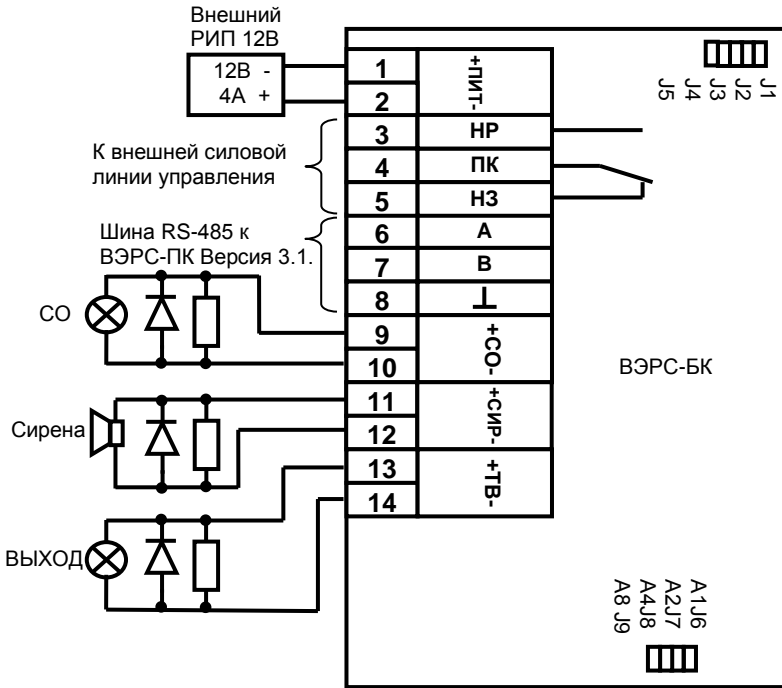 Внешний
РИП 12В
12В -
4А +
К внешней силовой
линии управления
Шина RS-485 к
ВЭРС-ПК Версия 3.1.
СО
Сирена
ВЫХОД
1
2
+ПИТ-
3 НР
4 ПК
5 НЗ
6 А
7 В
8
9
10
+СО-
11
12
+СИР-
13
14
+ТВ-
ВЭРС-БК
J1
J2
J3
J4
J5
А1J6
А2J7
А4J8
А8 J9